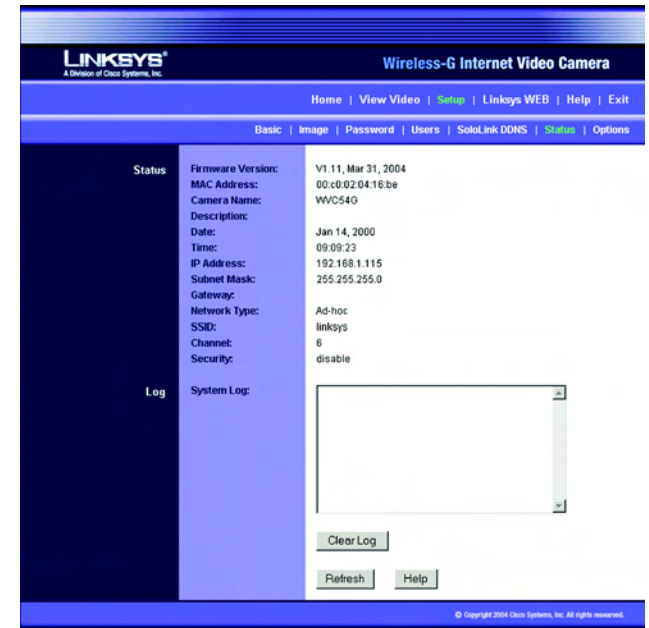 LINKSYS®
A Division of Cisco Systems, Inc.
Wireless-G Internet Video Camera
Home | View Video | Setup | Linksys WEB | Help | Exit
Basic | Image | Password | Users | SoloLink DDNS | Status | Options
Status
Firmware Version: V1.11, Mar 31, 2004
MAC Address: 00:c0:02:04:16:be
Camera Name: WVC54G
Description:
Date: Jan 14, 2000
Time: 09:09:23
IP Address: 192.168.1.115
Subnet Mask: 255.255.255.0
Gateway:
Network Type: Ad-hoc
SSID: linksys
Channel: 6
Security: disable
Log
System Log:
Clear Log
Refresh Help
© Copyright 2004 Cisco Systems, Inc. All rights reserved.